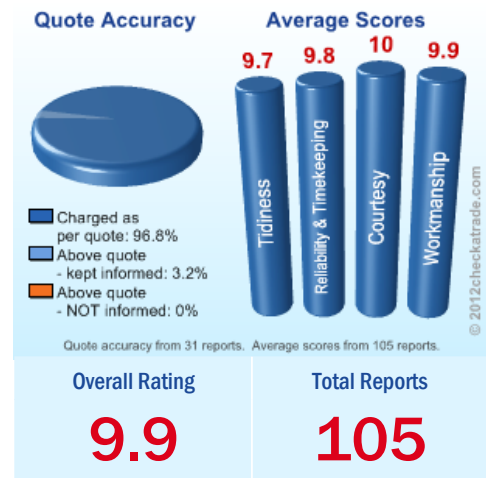 Quote Accuracy
Charged as
per quote: 96.8%
Above quote
- kept informed: 3.2%
Above quote
- NOT informed: 0%
Average Scores
9.7
9.8
10
9.9
Tidiness
Reliability & Timekeeping
Courtesy
Workmanship
© 2012checkatrade.com
Quote accuracy from 31 reports. Average scores from 105 reports.
Overall Rating
9.9
Total Reports
105